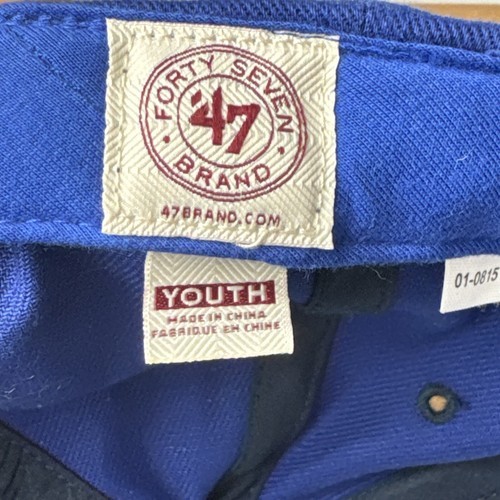 FORTY SEVEN
'47
BRAND
47BRAND.COM
YOUTH
MADE IN CHINA
FABRIQUE EN CHINE
01-0815